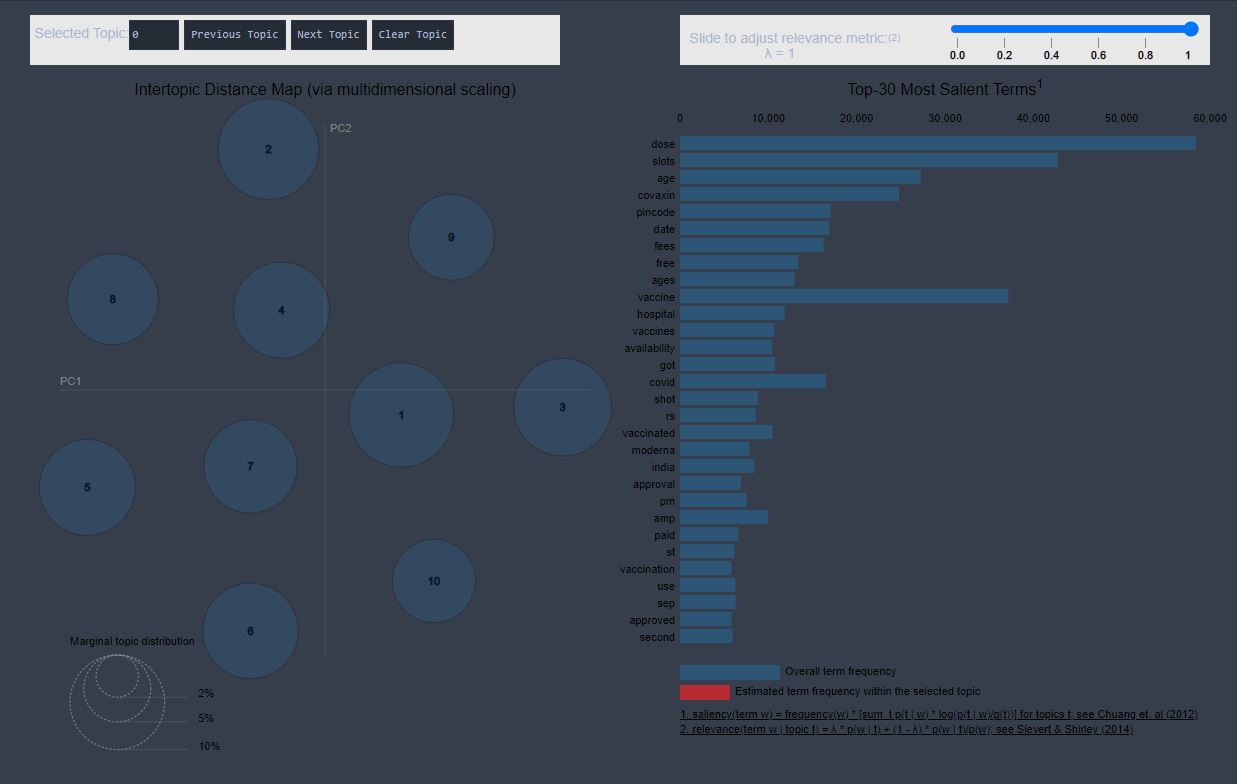 Selected Topic: 0 Previous Topic Next Topic Clear Topic
Slide to adjust relevance metric:(2)
λ = 1
0.0 0.2 0.4 0.6 0.8 1
Intertopic Distance Map (via multidimensional scaling)
PC2
2
9
8
4
PC1
1
3
7
5
10
6
Marginal topic distribution
2%
5%
10%
Top-30 Most Salient Terms1
0 10,000 20,000 30,000 40,000 50,000 60,000
dose
slots
age
covaxin
pincode
date
fees
free
ages
vaccine
hospital
vaccines
availability
got
covid
shot
rs
vaccinated
moderna
india
approval
pm
amp
paid
st
vaccination
use
sep
approved
second
Overall term frequency
Estimated term frequency within the selected topic
1. saliency(term w) = frequency(w) * [sum_t p(t | w) * log(p(t | w)/p(t))] for topics t; see Chuang et. al (2012)
2. relevance(term w | topic t) = λ * p(w | t) + (1 - λ) * p(w | t)/p(w); see Sievert & Shirley (2014)